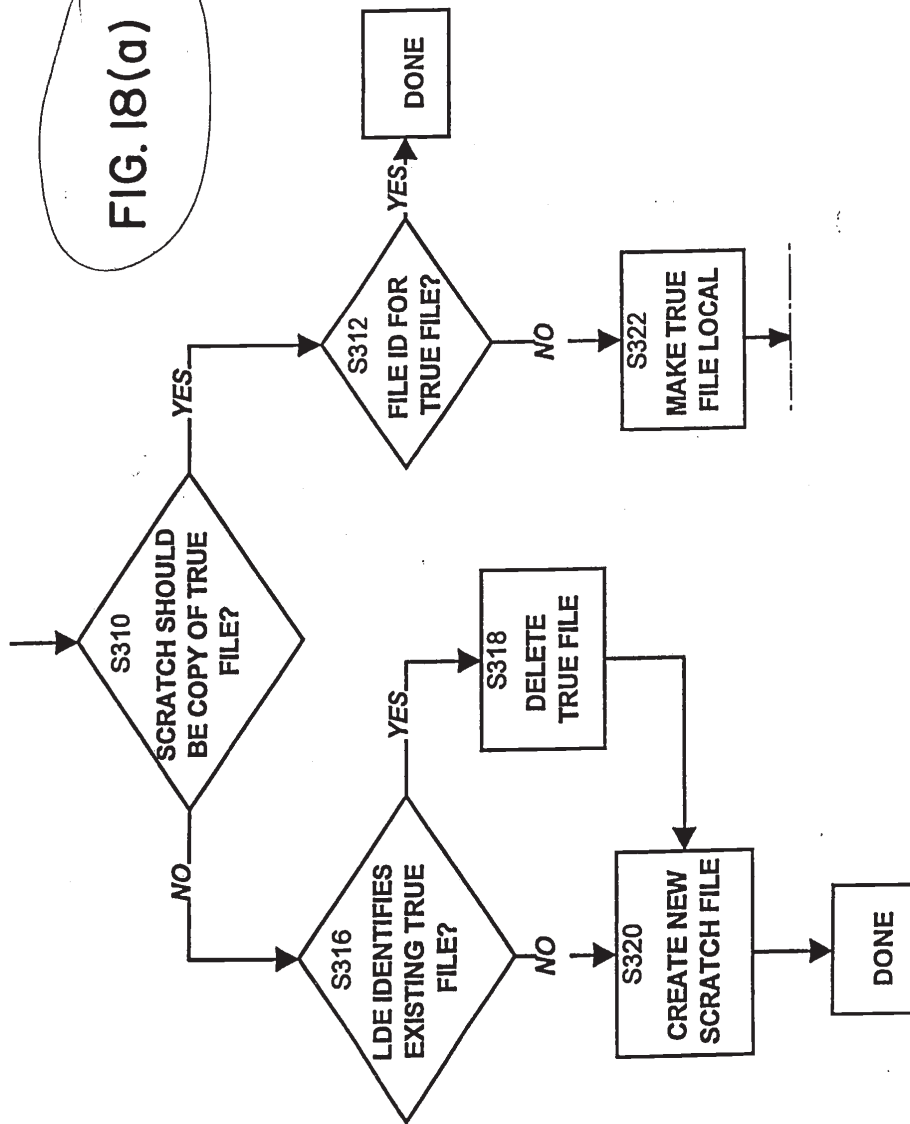 FIG. 18(a)
S310
SCRATCH SHOULD
BE COPY OF TRUE
FILE?
NO
YES
S316
LDE IDENTIFIES
EXISTING TRUE
FILE?
YES
NO
S318
DELETE
TRUE FILE
S320
CREATE NEW
SCRATCH FILE
DONE
S312
FILE ID FOR
TRUE FILE?
YES
DONE
NO
S322
MAKE TRUE
FILE LOCAL